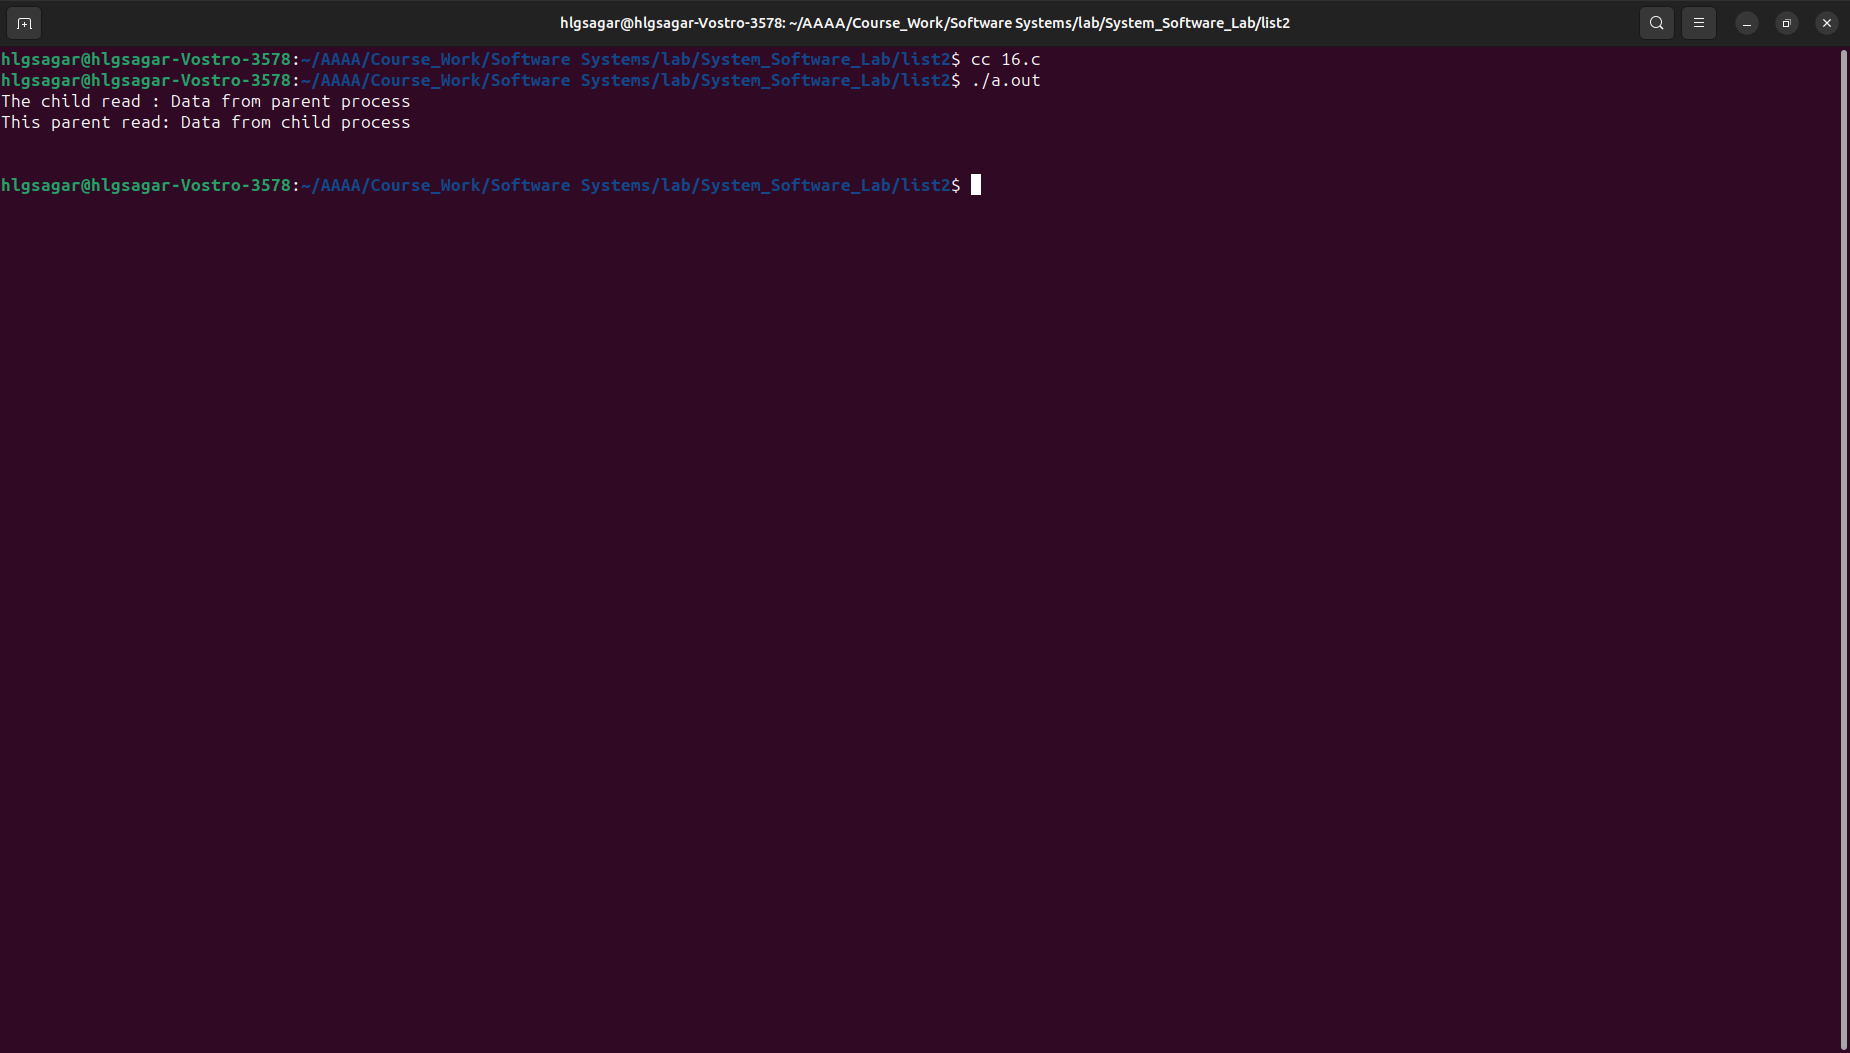 hlgsagar@hlgsagar-Vostro-3578: ~/AAAA/Course_Work/Software Systems/lab/System_Software_Lab/list2
hlgsagar@hlgsagar-Vostro-3578:~/AAAA/Course_Work/Software Systems/lab/System_Software_Lab/list2$ cc 16.c
hlgsagar@hlgsagar-Vostro-3578:~/AAAA/Course_Work/Software Systems/lab/System_Software_Lab/list2$ ./a.out
The child read : Data from parent process
This parent read: Data from child process
hlgsagar@hlgsagar-Vostro-3578:~/AAAA/Course_Work/Software Systems/lab/System_Software_Lab/list2$